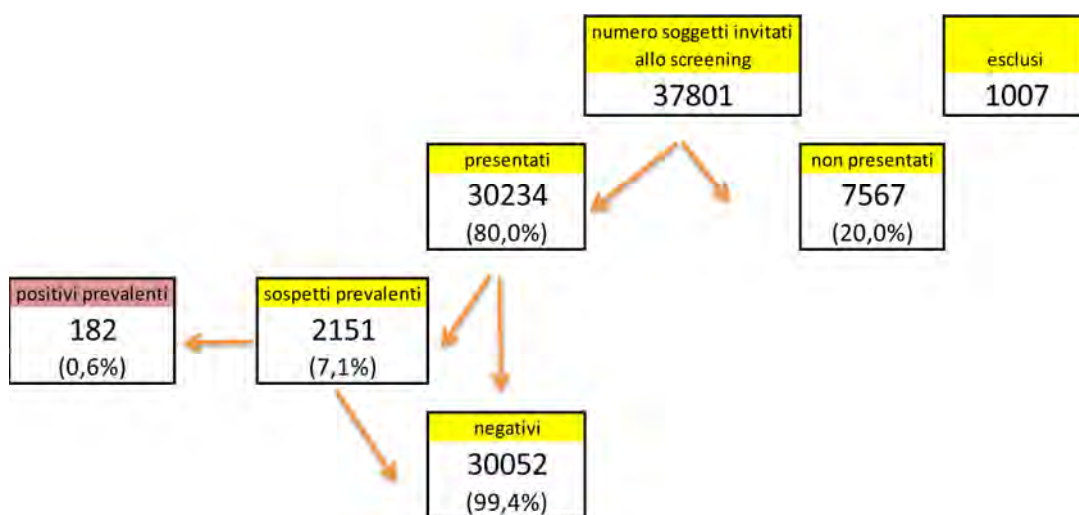 numero soggetti invitati
allo screening
37801
esclusi
1007
presentati
30234
(80,0%)
non presentati
7567
(20,0%)
positivi prevalenti
182
(0,6%)
sospetti prevalenti
2151
(7,1%)
negativi
30052
(99,4%)